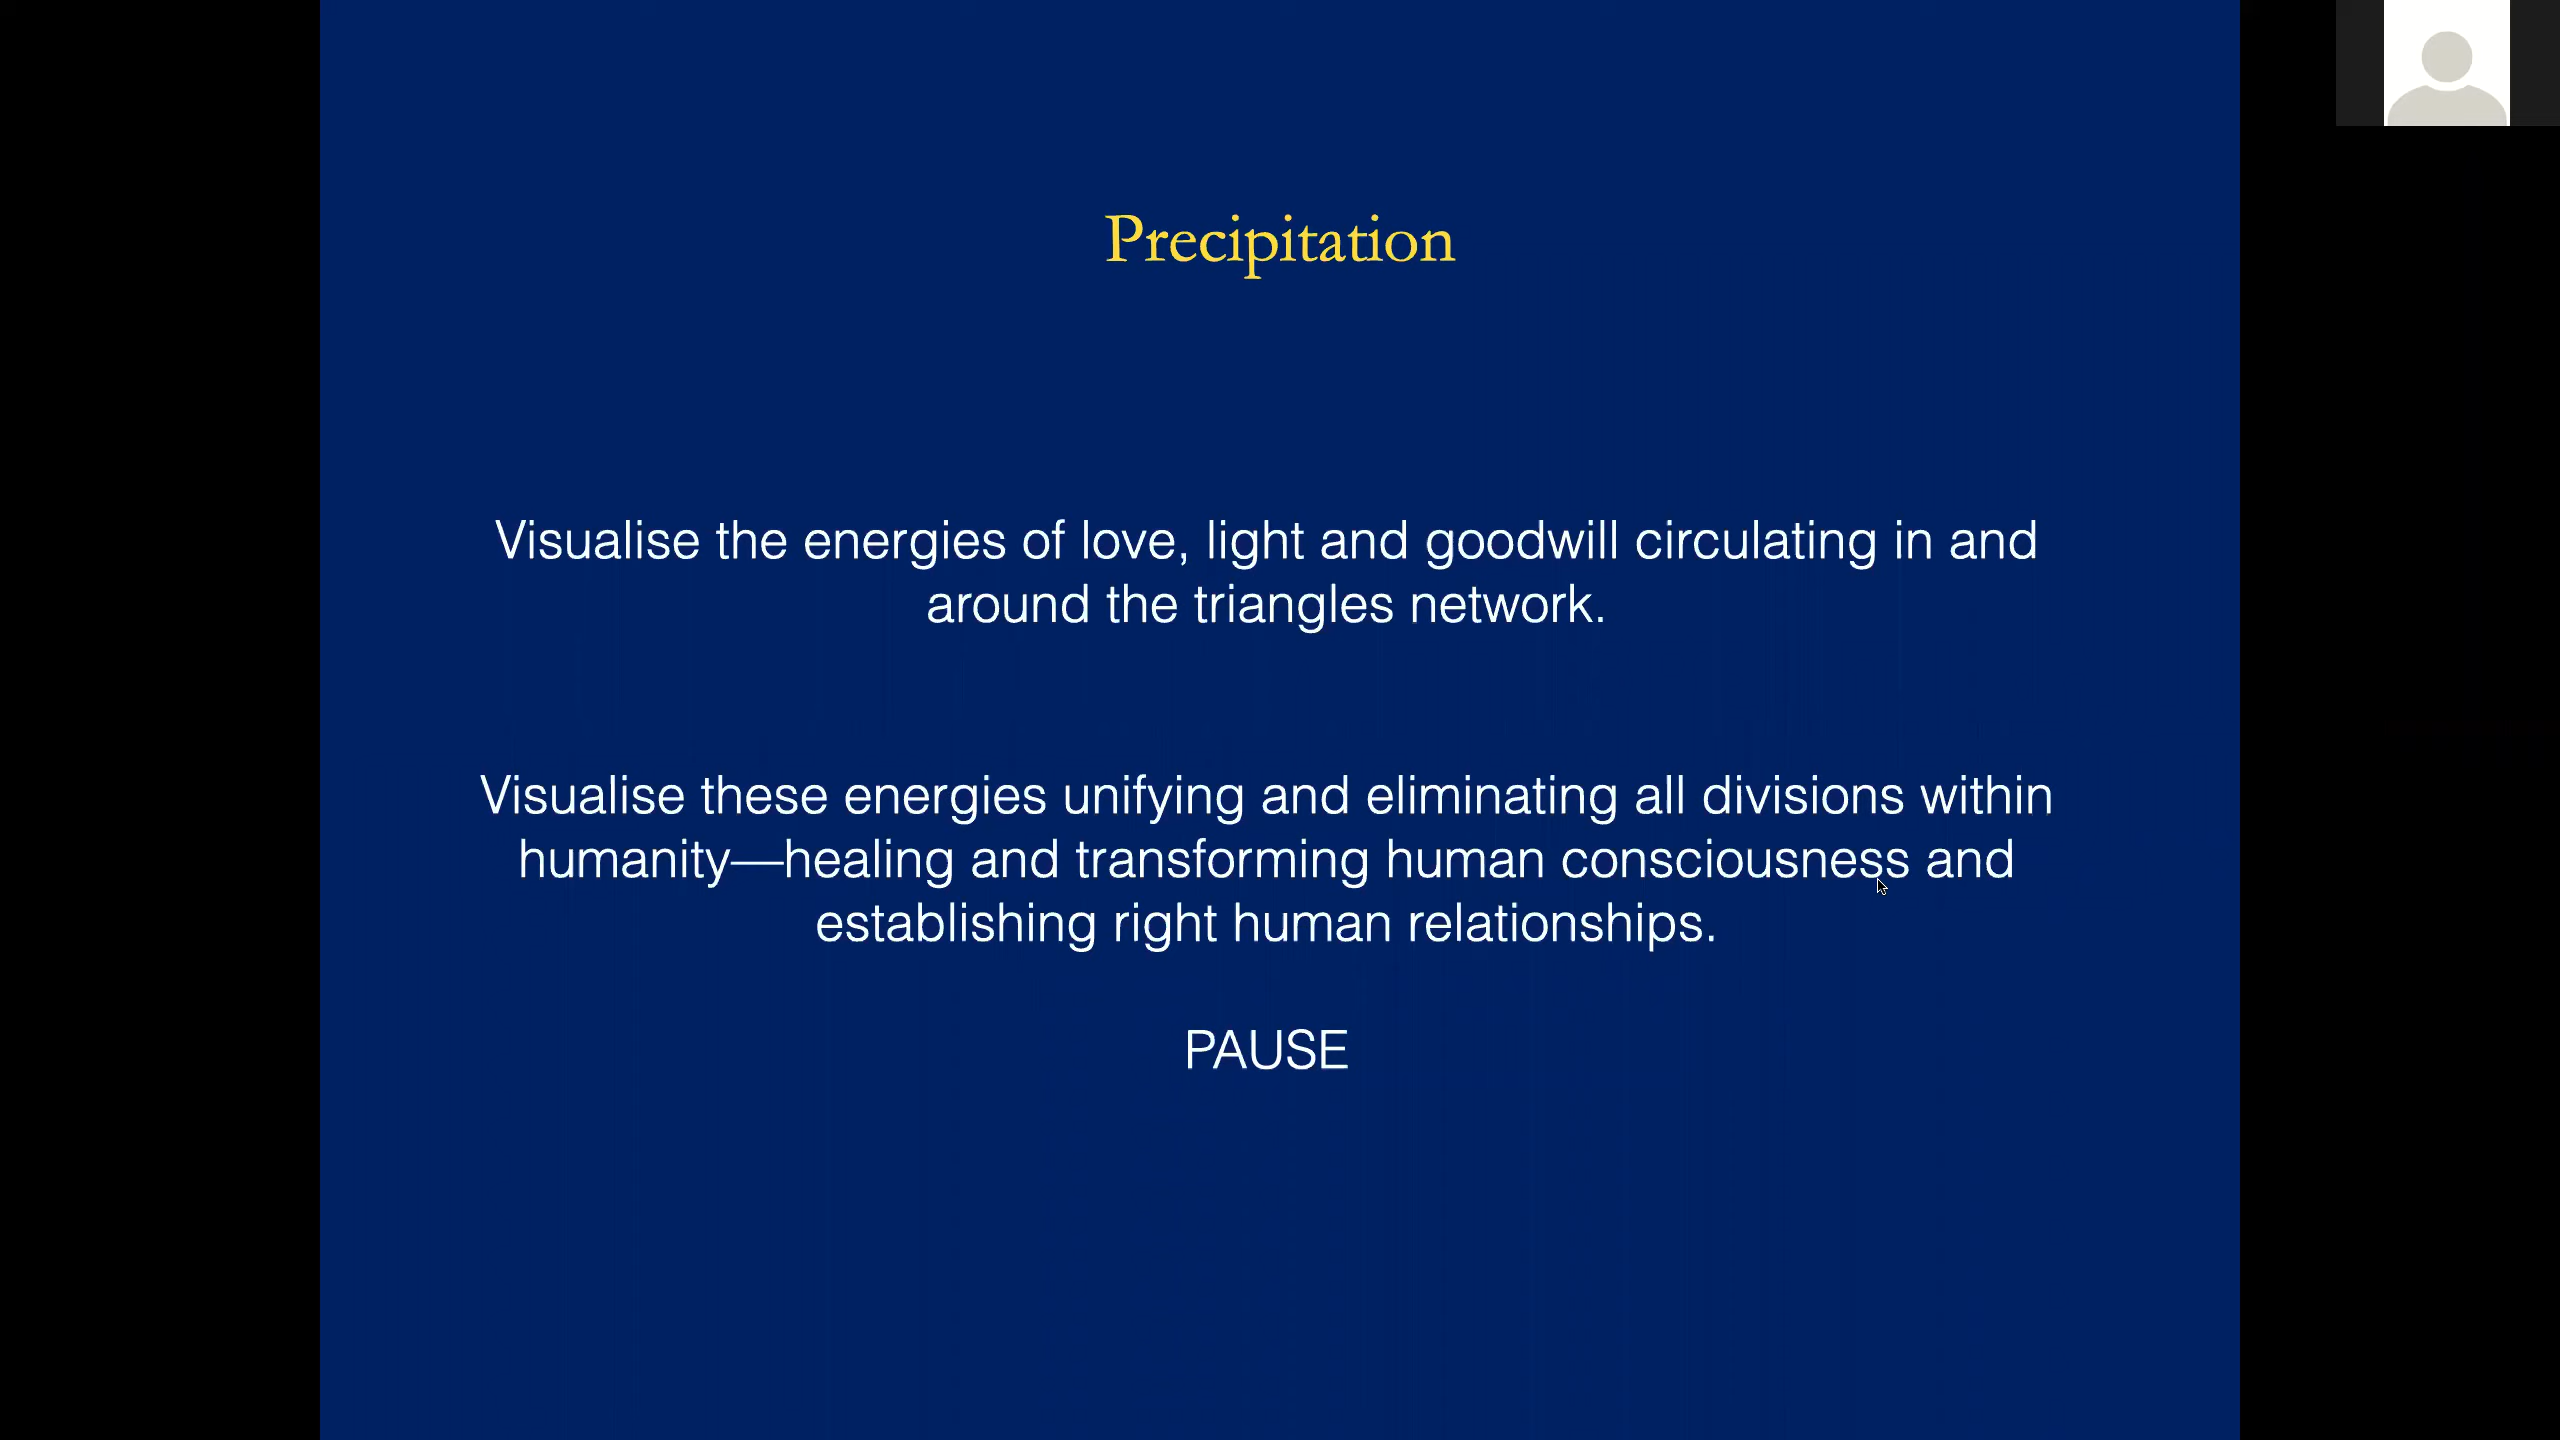 Precipitation
Visualise the energies of love, light and goodwill circulating in and
around the triangles network.
Visualise these energies unifying and eliminating all divisions within
humanity—healing and transforming human consciousness and
establishing right human relationships.
PAUSE